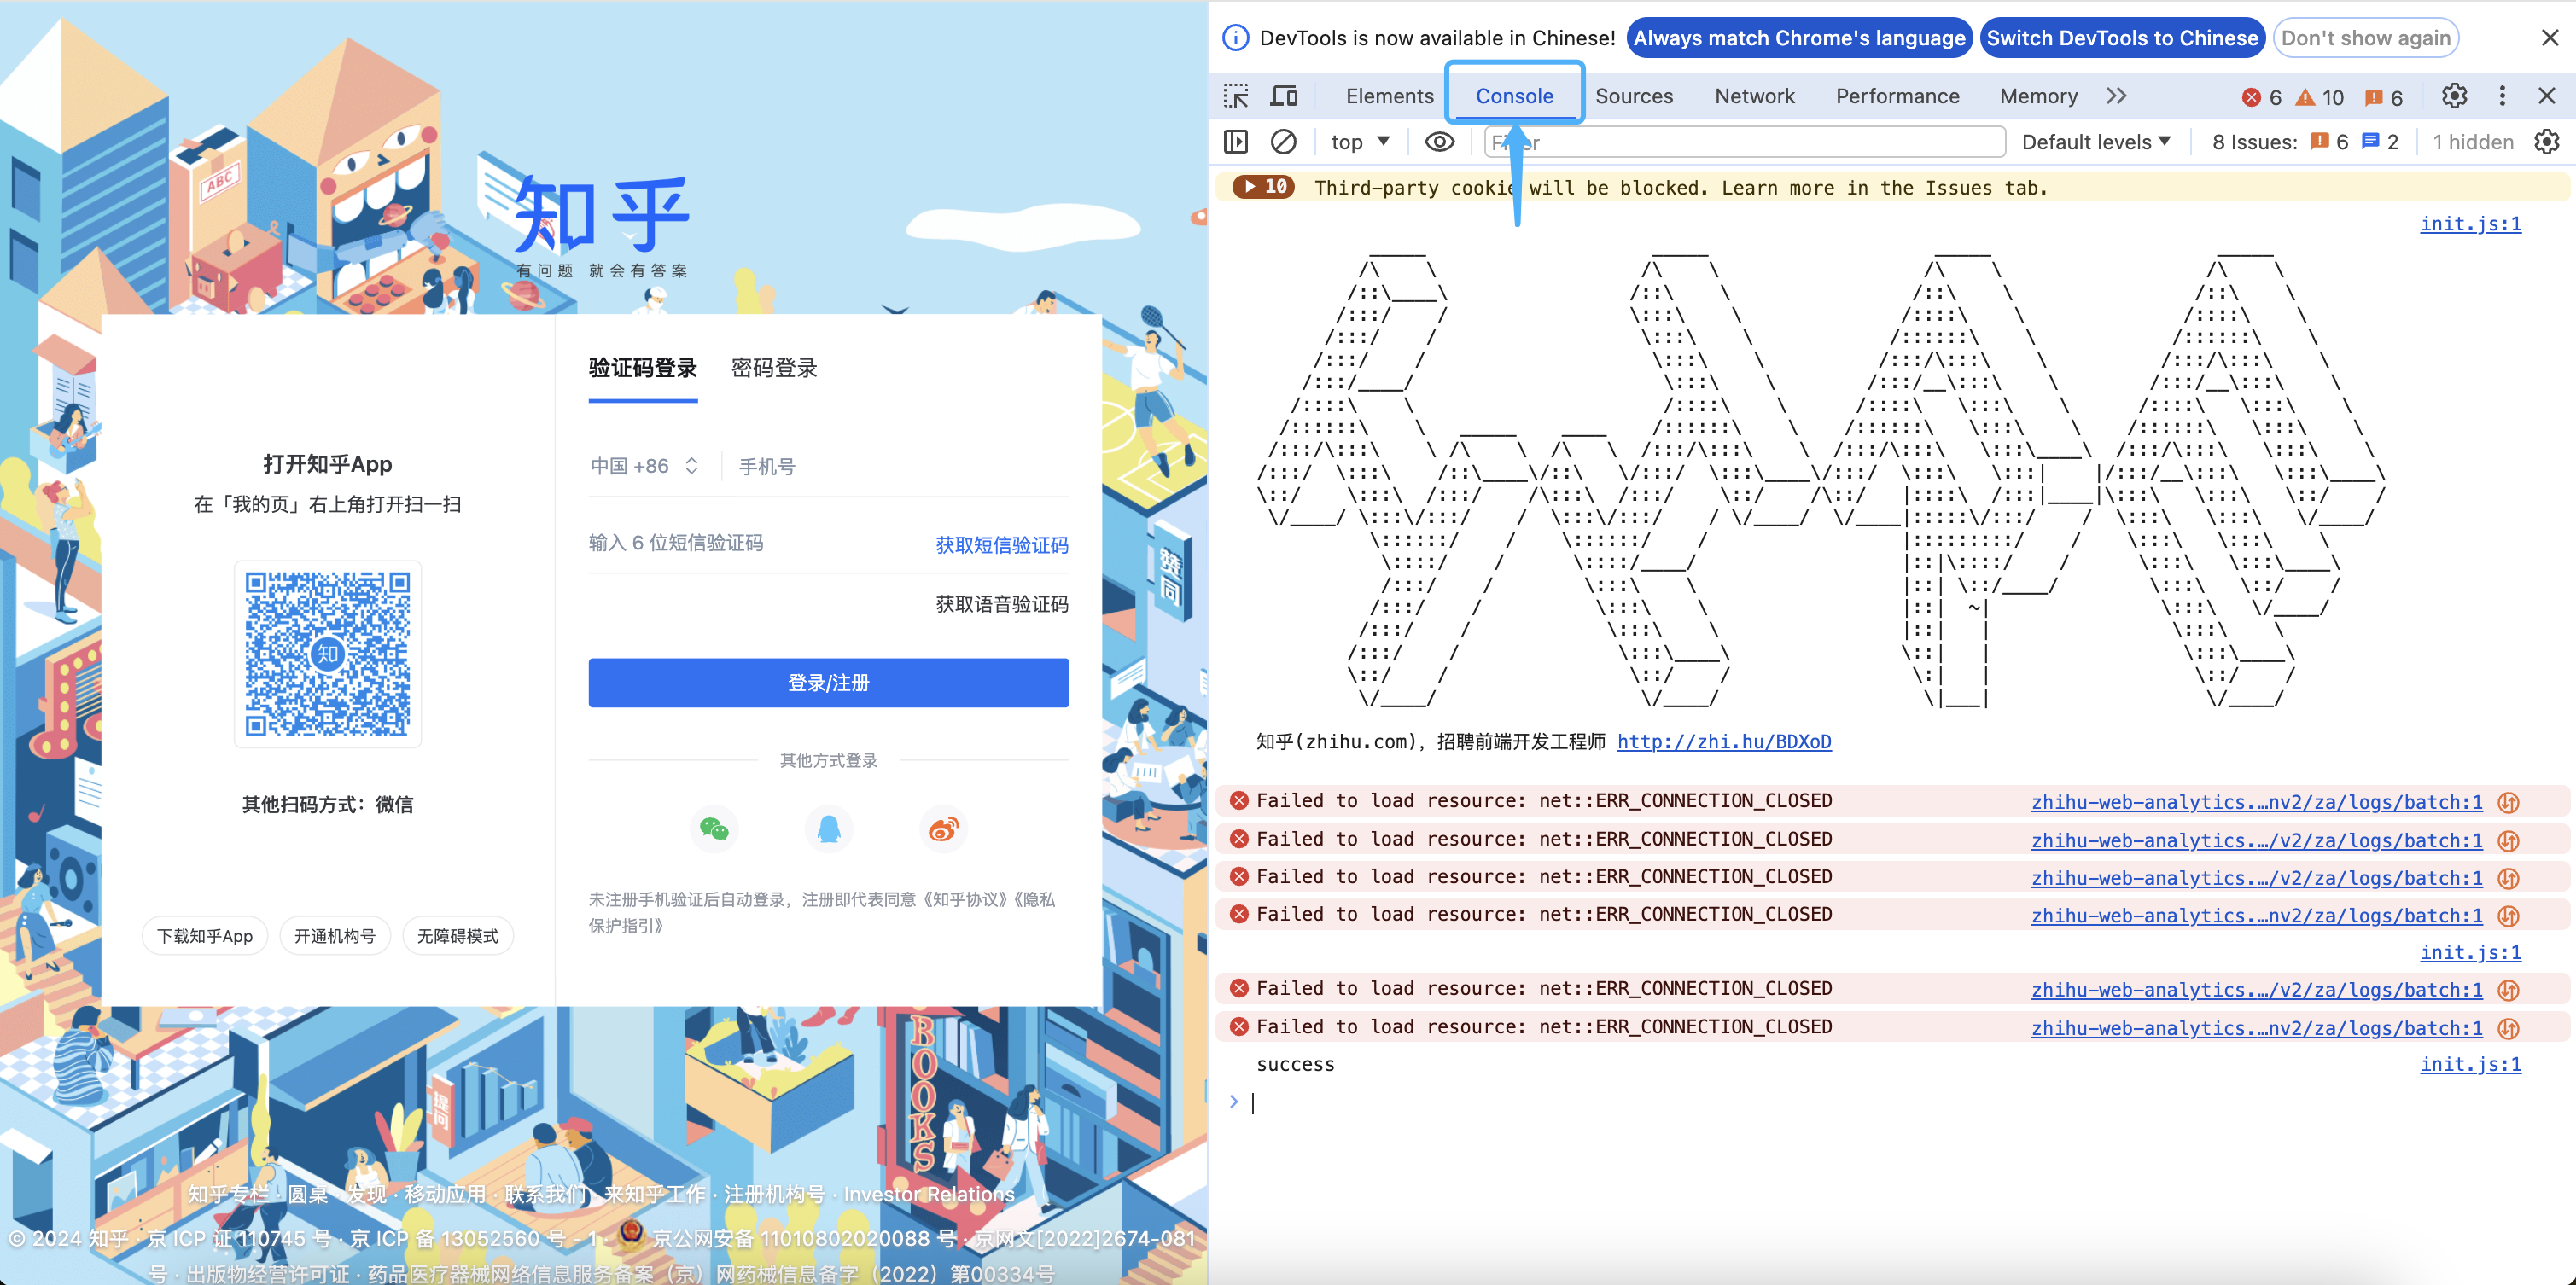 ABC
知乎
有问题 就会有答案
验证码登录 密码登录
中国 +86 手机号
输入 6 位短信验证码 获取短信验证码
获取语音验证码
登录/注册
其他方式登录
未注册手机验证后自动登录，注册即代表同意《知乎协议》《隐私
保护指引》
打开知乎App
在「我的页」右上角打开扫一扫
知
其他扫码方式：微信
下载知乎App 开通机构号 无障碍模式
赞同
提问
BOOKS
知乎专栏 · 圆桌 · 发现 · 移动应用 · 联系我们 · 来知乎工作 · 注册机构号 · Investor Relations
© 2024 知乎 · 京 ICP 证 110745 号 · 京 ICP 备 13052560 号 - 1 · 京公网安备 11010802020088 号 · 京网文[2022]2674-081
号 · 出版物经营许可证 · 药品医疗器械网络信息服务备案（京）网药械信息备字（2022）第00334号
DevTools is now available in Chinese! Always match Chrome's language Switch DevTools to Chinese Don't show again
Elements Console Sources Network Performance Memory 6 10 6
top Filter Default levels 8 Issues: 6 2 1 hidden
10 Third-party cookie will be blocked. Learn more in the Issues tab.
init.js:1
知乎(zhihu.com)，招聘前端开发工程师 http://zhi.hu/BDXoD
Failed to load resource: net::ERR_CONNECTION_CLOSED zhihu-web-analytics.…nv2/za/logs/batch:1
Failed to load resource: net::ERR_CONNECTION_CLOSED zhihu-web-analytics.…/v2/za/logs/batch:1
Failed to load resource: net::ERR_CONNECTION_CLOSED zhihu-web-analytics.…/v2/za/logs/batch:1
Failed to load resource: net::ERR_CONNECTION_CLOSED zhihu-web-analytics.…nv2/za/logs/batch:1
init.js:1
Failed to load resource: net::ERR_CONNECTION_CLOSED zhihu-web-analytics.…/v2/za/logs/batch:1
Failed to load resource: net::ERR_CONNECTION_CLOSED zhihu-web-analytics.…nv2/za/logs/batch:1
success init.js:1